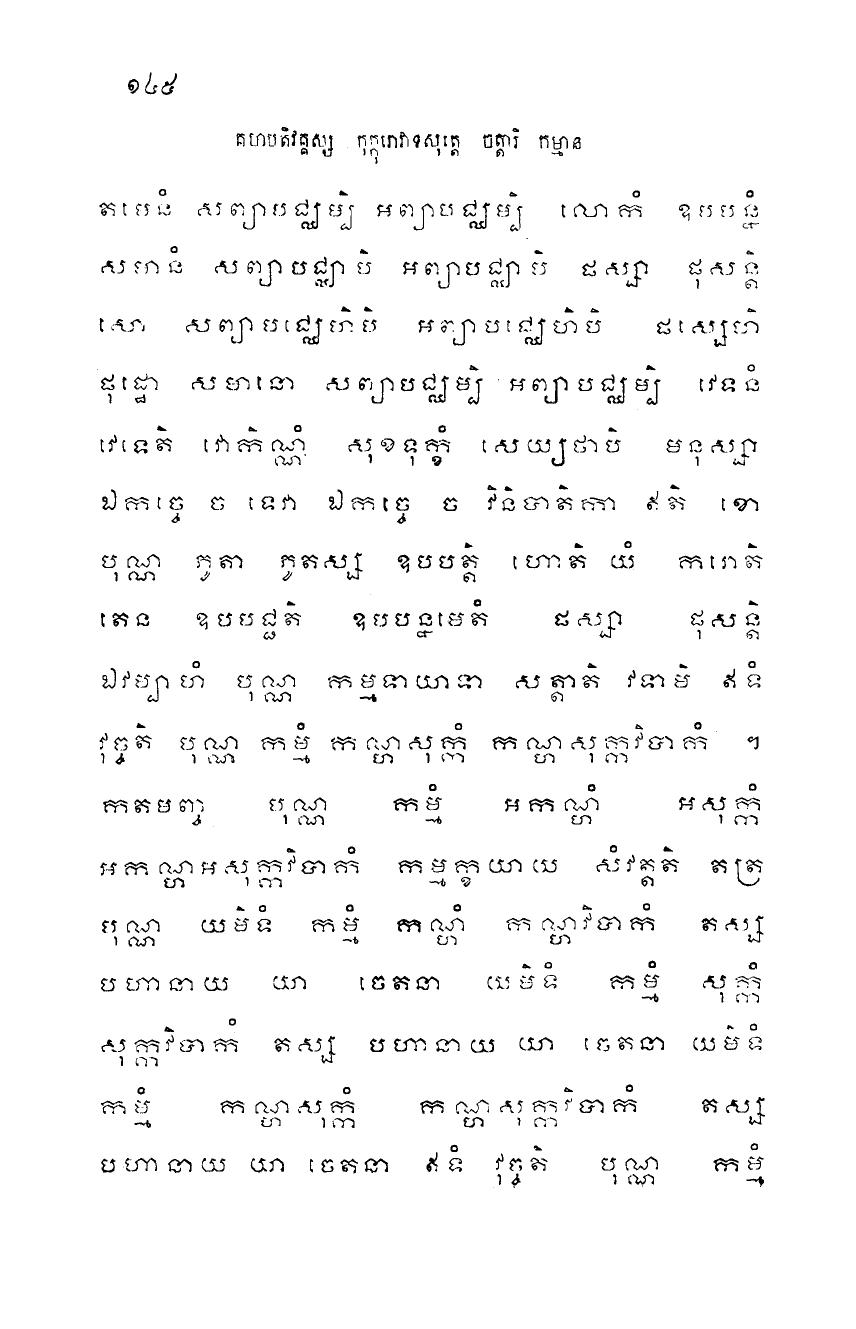 ១៤៥
គហបតិវគ្គស្ស កុក្កុរោវាទសុត្តេ ចត្តារិ កម្មាន
តមេនំ សព្យាបជ្ឈម្បិ អព្យាបជ្ឈម្បិ លោកំ ឧបបន្នំ
សមានំ សព្យាបជ្ឈាបិ អព្យាបជ្ឈាបិ ផស្សា ផុសន្តិ
សោ សព្យាបជ្ឈេហិបិ អព្យាបជ្ឈេហិបិ ផស្សេហិ
ផុដ្ឋោ សមានោ សព្យាបជ្ឈម្បិ អព្យាបជ្ឈម្បិ វេទនំ
វេទេតិ វោកិណ្ណំ សុខទុក្ខំ សេយ្យថាបិ មនុស្សា
ឯកច្ចេ ច ទេវា ឯកច្ចេ ច វិនិបាតិកា ឥតិ ខោ
បុណ្ណ ភូតា ភូតស្ស ឧបបត្តិ ហោតិ យំ ករោតិ
តេន ឧបបជ្ជតិ ឧបបន្នមេតំ ផស្សា ផុសន្តិ
ឯវម្បាហំ បុណ្ណ កម្មទាយាទា សត្តាតិ វទាមិ ឥទំ
វុច្ចតិ បុណ្ណ កម្មំ កណ្ហសុក្កំ កណ្ហសុក្កវិបាកំ ។
កតមញ្ច បុណ្ណ កម្មំ អកណ្ហំ អសុក្កំ
អកណ្ហអសុក្កវិបាកំ កម្មក្ខយាយ សំវត្តតិ តត្រ
បុណ្ណ យមិទំ កម្មំ កណ្ហំ កណ្ហវិបាកំ តស្ស
បហានាយ យា ចេតនា យមិទំ កម្មំ សុក្កំ
សុក្កវិបាកំ តស្ស បហានាយ យា ចេតនា យមិទំ
កម្មំ កណ្ហសុក្កំ កណ្ហសុក្កវិបាកំ តស្ស
បហានាយ យា ចេតនា ឥទំ វុច្ចតិ បុណ្ណ កម្មំ